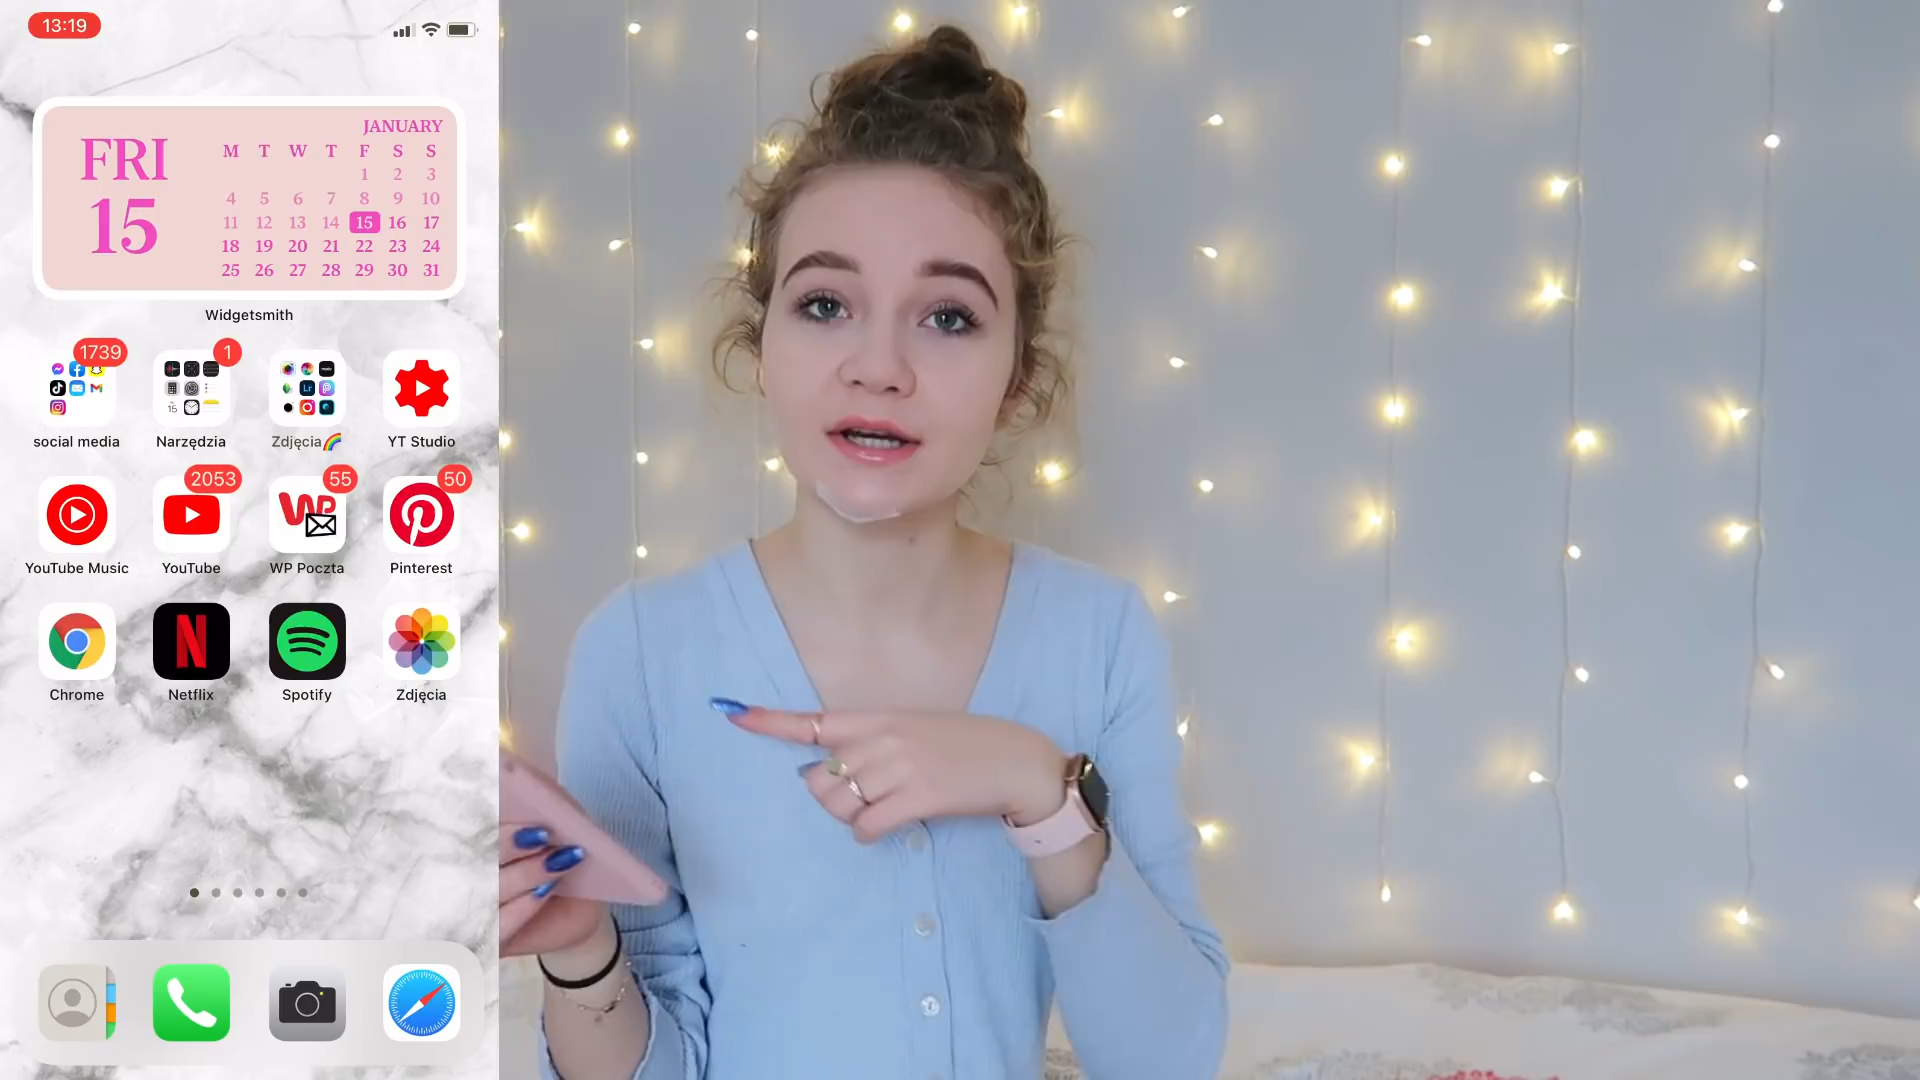 13:19
JANUARY
FRI
15
M T W T F S S
1 2 3
4 5 6 7 8 9 10
11 12 13 14 15 16 17
18 19 20 21 22 23 24
25 26 27 28 29 30 31
Widgetsmith
1739
1
social media
Narzędzia
Zdjęcia
YT Studio
2053
55
50
WP
YouTube Music
YouTube
WP Poczta
Pinterest
N
Chrome
Netflix
Spotify
Zdjęcia